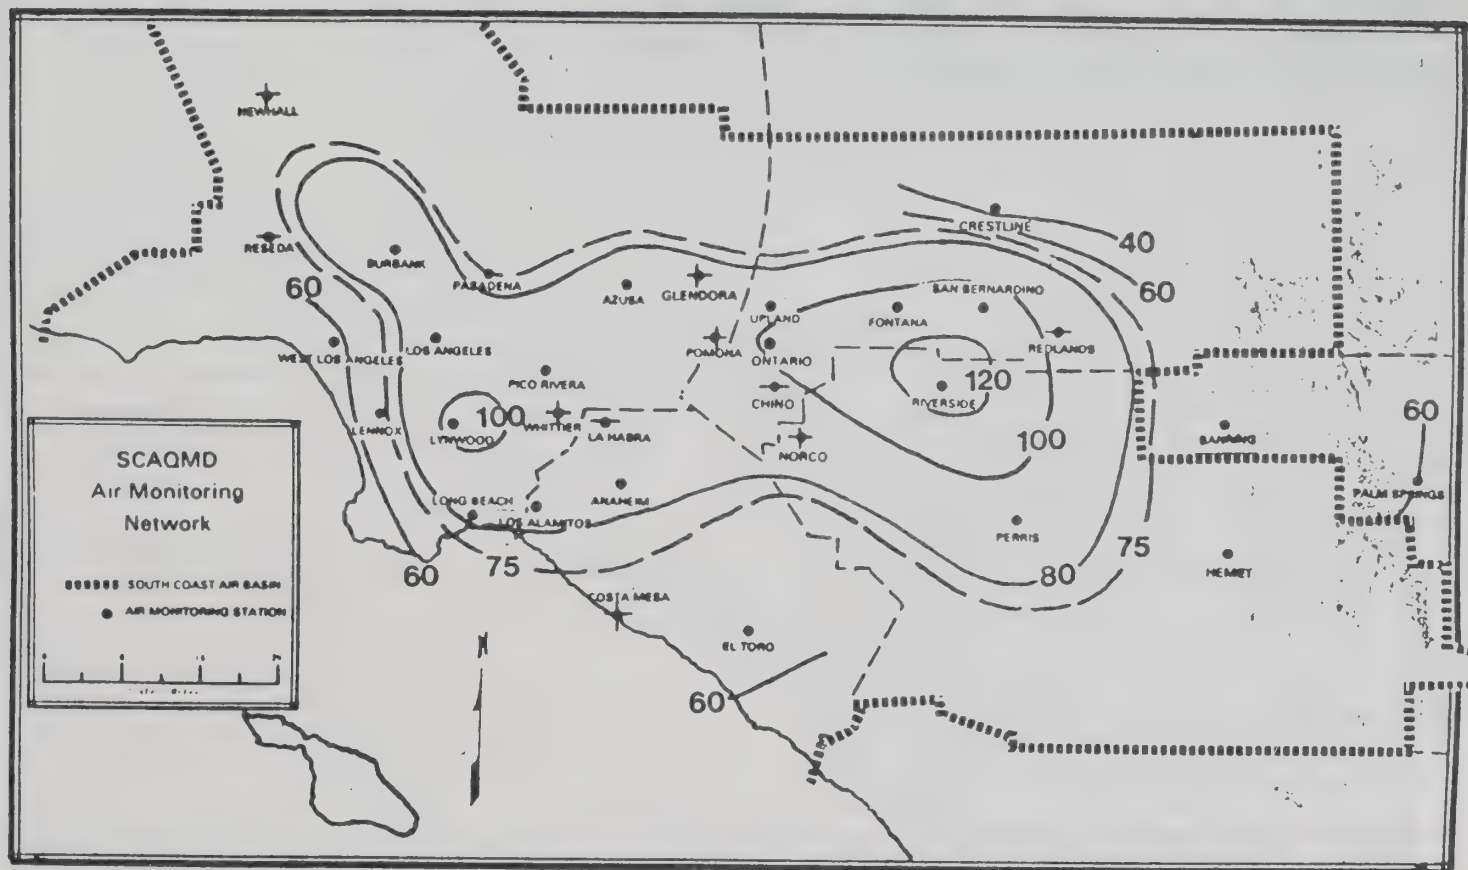 NEWHALL
RESEDA
BURBANK
PASADENA
AZUSA
GLENDORA
CRESTLINE
40
60
60
UPLAND
FONTANA
SAN BERNARDINO
WEST LOS ANGELES
LOS ANGELES
POMONA
ONTARIO
REDLANDS
PICO RIVERA
CHINO
RIVERSIDE
120
LENNOX
LYNWOOD
100
WHITTIER
LA HABRA
NORCO
100
BANNING
60
PALM SPRINGS
LONG BEACH
LOS ALAMITOS
ANAHEIM
PERRIS
60
75
80
75
HEMET
COSTA MESA
EL TORO
60
SCAQMD
Air Monitoring
Network
SOUTH COAST AIR BASIN
AIR MONITORING STATION